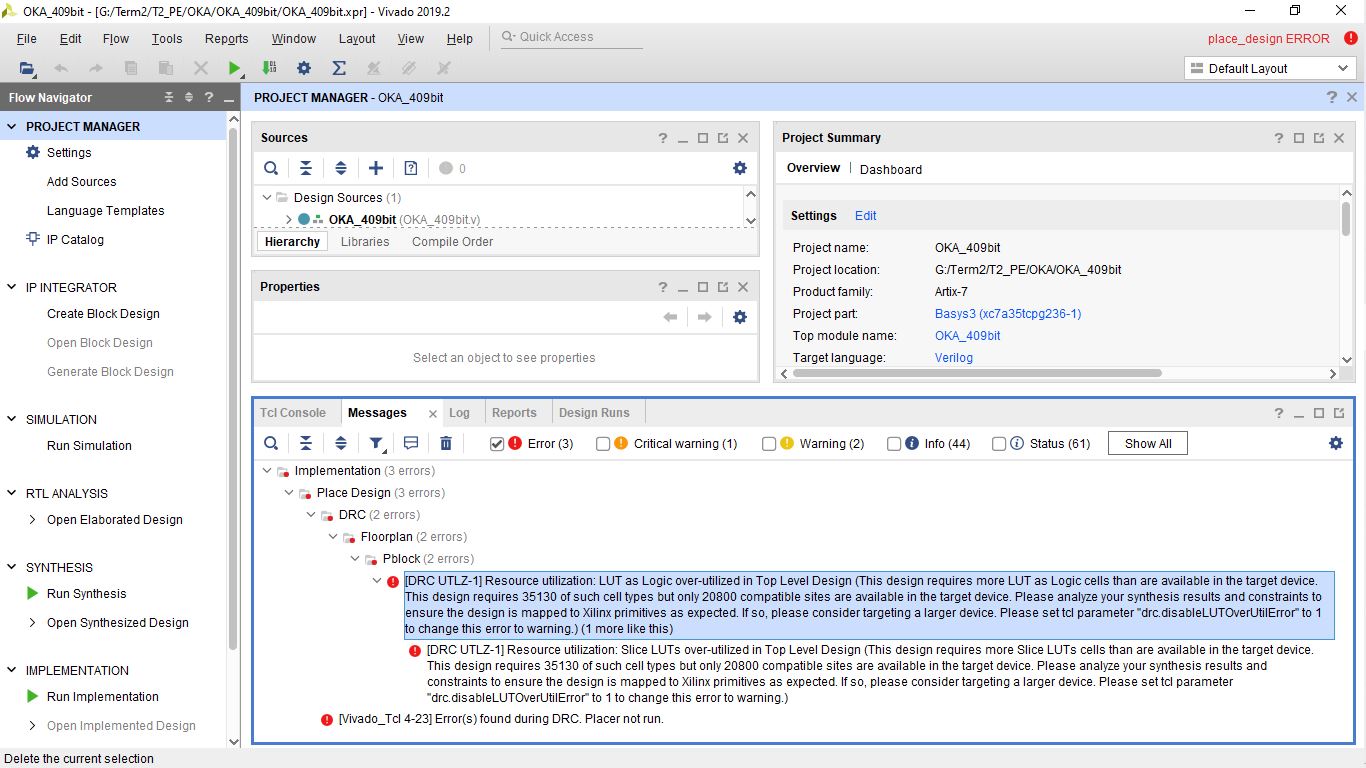 OKA_409bit - [G:/Term2/T2_PE/OKA/OKA_409bit/OKA_409bit.xpr] - Vivado 2019.2
File Edit Flow Tools Reports Window Layout View Help Quick Access
place_design ERROR
Default Layout
Flow Navigator
PROJECT MANAGER - OKA_409bit
PROJECT MANAGER
Settings
Add Sources
Language Templates
IP Catalog
IP INTEGRATOR
Create Block Design
Open Block Design
Generate Block Design
SIMULATION
Run Simulation
RTL ANALYSIS
Open Elaborated Design
SYNTHESIS
Run Synthesis
Open Synthesized Design
IMPLEMENTATION
Run Implementation
Open Implemented Design
Sources
0
Design Sources (1)
OKA_409bit (OKA_409bit.v)
Hierarchy Libraries Compile Order
Properties
Select an object to see properties
Project Summary
Overview | Dashboard
Settings Edit
Project name: OKA_409bit
Project location: G:/Term2/T2_PE/OKA/OKA_409bit
Product family: Artix-7
Project part: Basys3 (xc7a35tcpg236-1)
Top module name: OKA_409bit
Target language: Verilog
Tcl Console Messages Log Reports Design Runs
Error (3) Critical warning (1) Warning (2) Info (44) Status (61) Show All
Implementation (3 errors)
Place Design (3 errors)
DRC (2 errors)
Floorplan (2 errors)
Pblock (2 errors)
[DRC UTLZ-1] Resource utilization: LUT as Logic over-utilized in Top Level Design (This design requires more LUT as Logic cells than are available in the target device.
This design requires 35130 of such cell types but only 20800 compatible sites are available in the target device. Please analyze your synthesis results and constraints to
ensure the design is mapped to Xilinx primitives as expected. If so, please consider targeting a larger device. Please set tcl parameter "drc.disableLUTOverUtilError" to 1
to change this error to warning.) (1 more like this)
[DRC UTLZ-1] Resource utilization: Slice LUTs over-utilized in Top Level Design (This design requires more Slice LUTs cells than are available in the target device.
This design requires 35130 of such cell types but only 20800 compatible sites are available in the target device. Please analyze your synthesis results and
constraints to ensure the design is mapped to Xilinx primitives as expected. If so, please consider targeting a larger device. Please set tcl parameter
"drc.disableLUTOverUtilError" to 1 to change this error to warning.)
[Vivado_Tcl 4-23] Error(s) found during DRC. Placer not run.
Delete the current selection